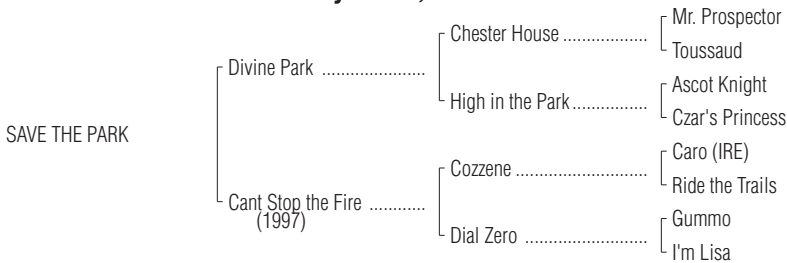 Mr. Prospector
Chester House ..................
Toussaud
Divine Park ......................
Ascot Knight
High in the Park................
Czar's Princess
SAVE THE PARK
Caro (IRE)
Cozzene ............................
Ride the Trails
Cant Stop the Fire ............
(1997)
Gummo
Dial Zero ..........................
I'm Lisa